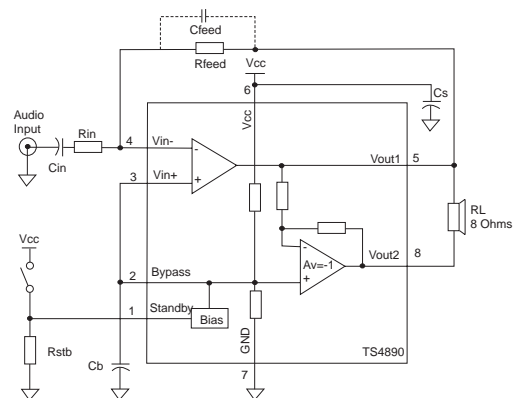 Cfeed
Rfeed
Vcc
6
Vcc
Cs
Audio
Input
Rin
Cin
4
Vin-
-
Vout1
5
3
Vin+
+
RL
8 Ohms
Vcc
-
Av=-1
Vout2
8
2
Bypass
+
1
Standby
Bias
Rstb
Cb
GND
TS4890
7